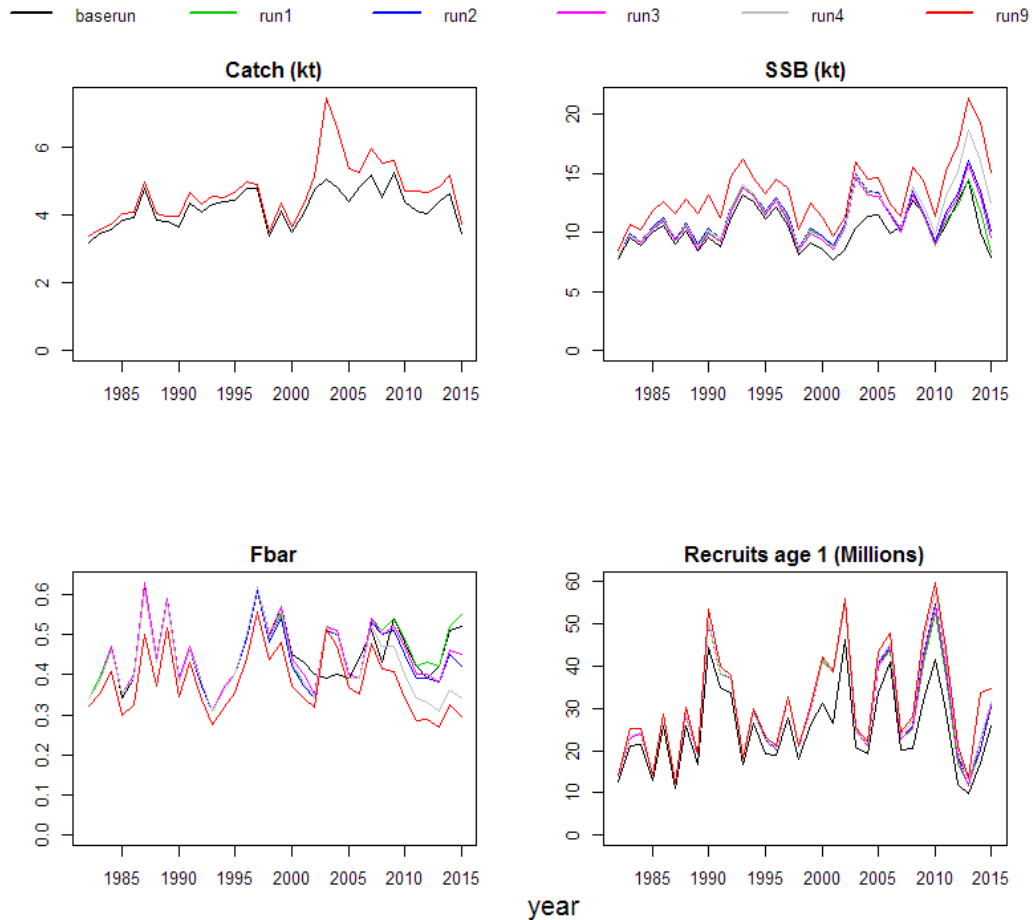 baserun run1 run2 run3 run4 run9
Catch (kt)
0 2 4 6
1985 1990 1995 2000 2005 2010 2015
SSB (kt)
0 5 10 15 20
1985 1990 1995 2000 2005 2010 2015
Fbar
0.0 0.1 0.2 0.3 0.4 0.5 0.6
1985 1990 1995 2000 2005 2010 2015
Recruits age 1 (Millions)
0 10 20 30 40 50 60
1985 1990 1995 2000 2005 2010 2015
year